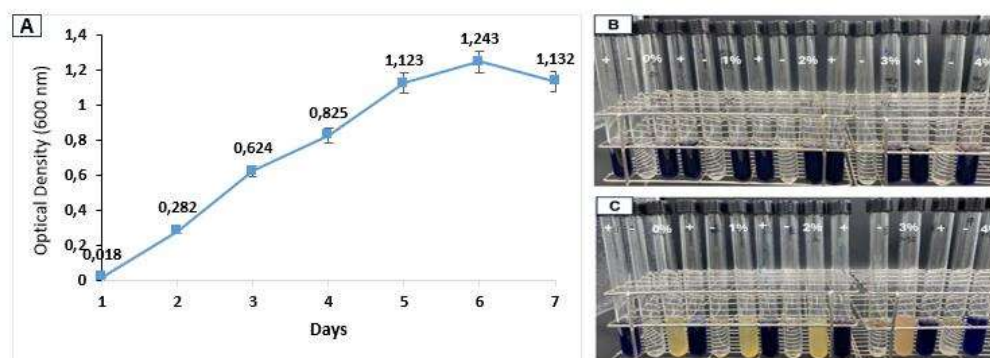 A
Optical Density (600 nm)
1,4
1,2
1
0,8
0,6
0,4
0,2
0
0,018
0,282
0,624
0,825
1,123
1,243
1,132
1 2 3 4 5 6 7
Days
B
+ - 0% + - 1% + - 2% + - 3% + - 4%
C
+ - 0% + - 1% + - 2% + - 3% + - 4%